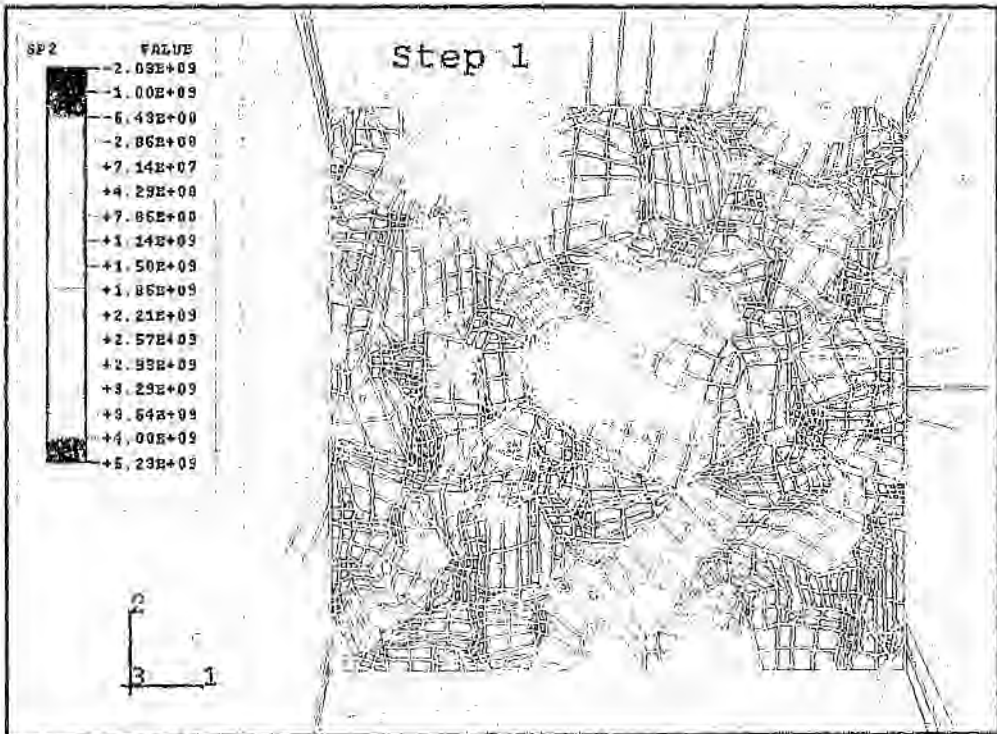 SP2 VALUE
Step 1
-2.03E+09
-1.00E+09
-6.43E+08
-2.86E+08
+7.14E+07
+4.29E+08
+7.86E+08
+1.14E+09
+1.50E+09
+1.86E+09
+2.21E+09
+2.57E+09
+2.93E+09
+3.29E+09
+3.64E+09
+4.00E+09
+5.23E+09
2
3 1